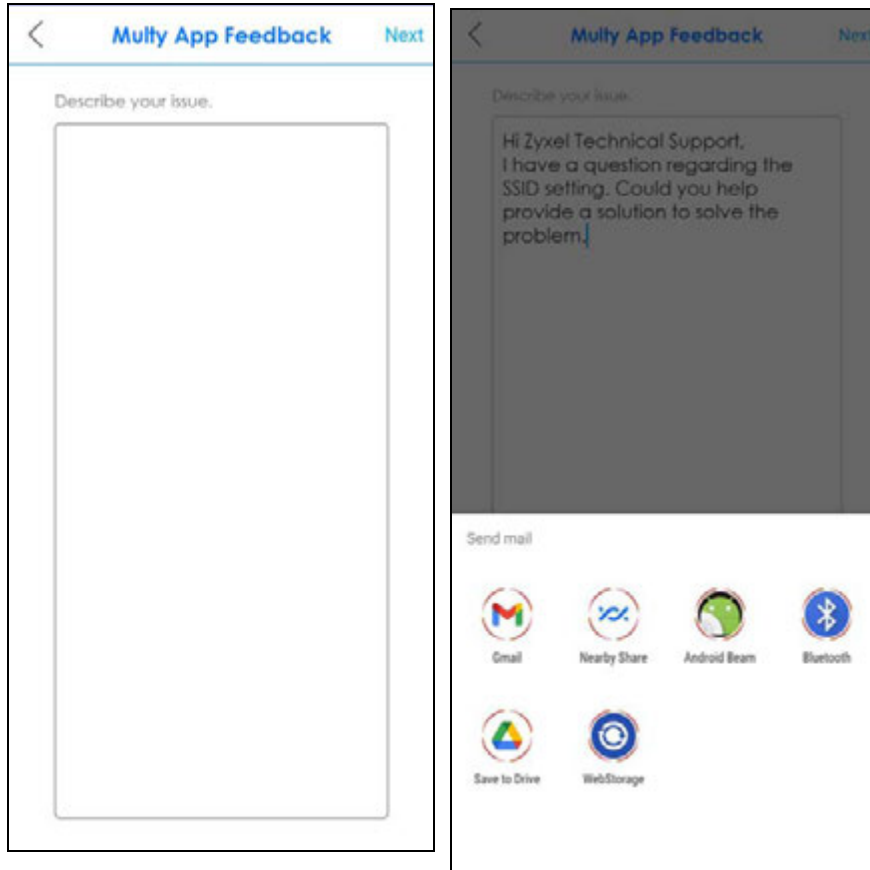 Multy App Feedback Next
Describe your issue.
Multy App Feedback Next
Describe your issue.
Hi Zyxel Technical Support,
I have a question regarding the
SSID setting. Could you help
provide a solution to solve the
problem.
Send mail
Gmail Nearby Share Android Beam Bluetooth
Save to Drive WebStorage